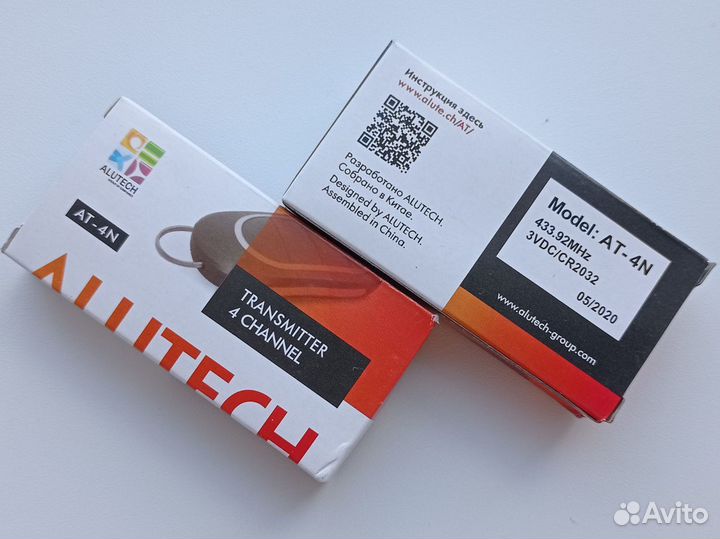 ALUTECH
AT-4N
TRANSMITTER
4 CHANNEL
ALUTECH
Инструкция здесь
www.alute.ch/AT/
Разработано ALUTECH.
Собрано в Китае.
Designed by ALUTECH.
Assembled in China.
Model: AT-4N
433.92MHz
3VDC/CR2032
05/2020
www.alutech-group.com
Avito